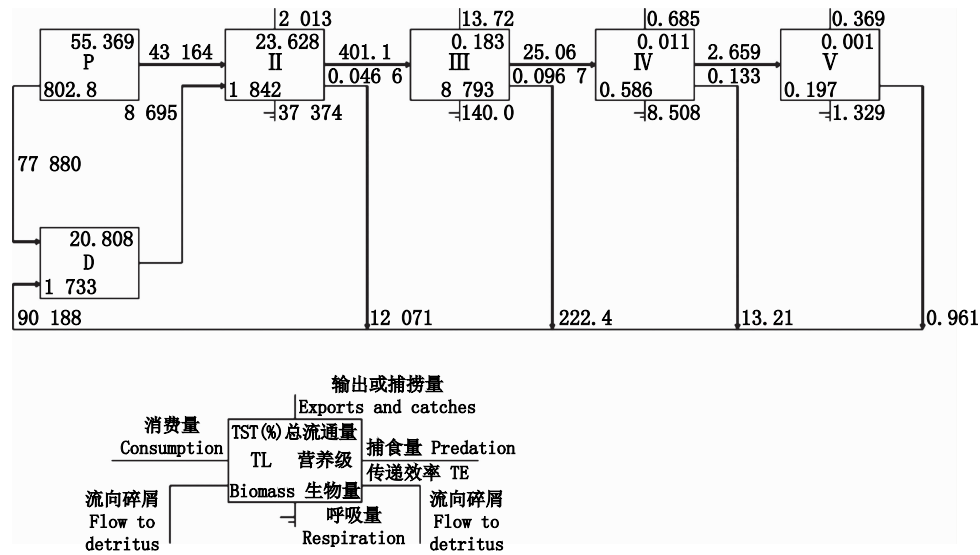 2 013
13.72
0.685
0.369
55.369
P
802.8
43 164
23.628
II
1 842
401.1
0.046 6
0.183
III
8 793
25.06
0.096 7
0.011
IV
0.586
2.659
0.133
0.001
V
0.197
8 695
37 374
140.0
8.508
1.329
77 880
20.808
D
1 733
90 188
12 071
222.4
13.21
0.961
输出或捕捞量
Exports and catches
消费量
Consumption
TST(%)总流通量
TL 营养级
Biomass 生物量
捕食量 Predation
传递效率 TE
流向碎屑
Flow to
detritus
呼吸量
Respiration
流向碎屑
Flow to
detritus